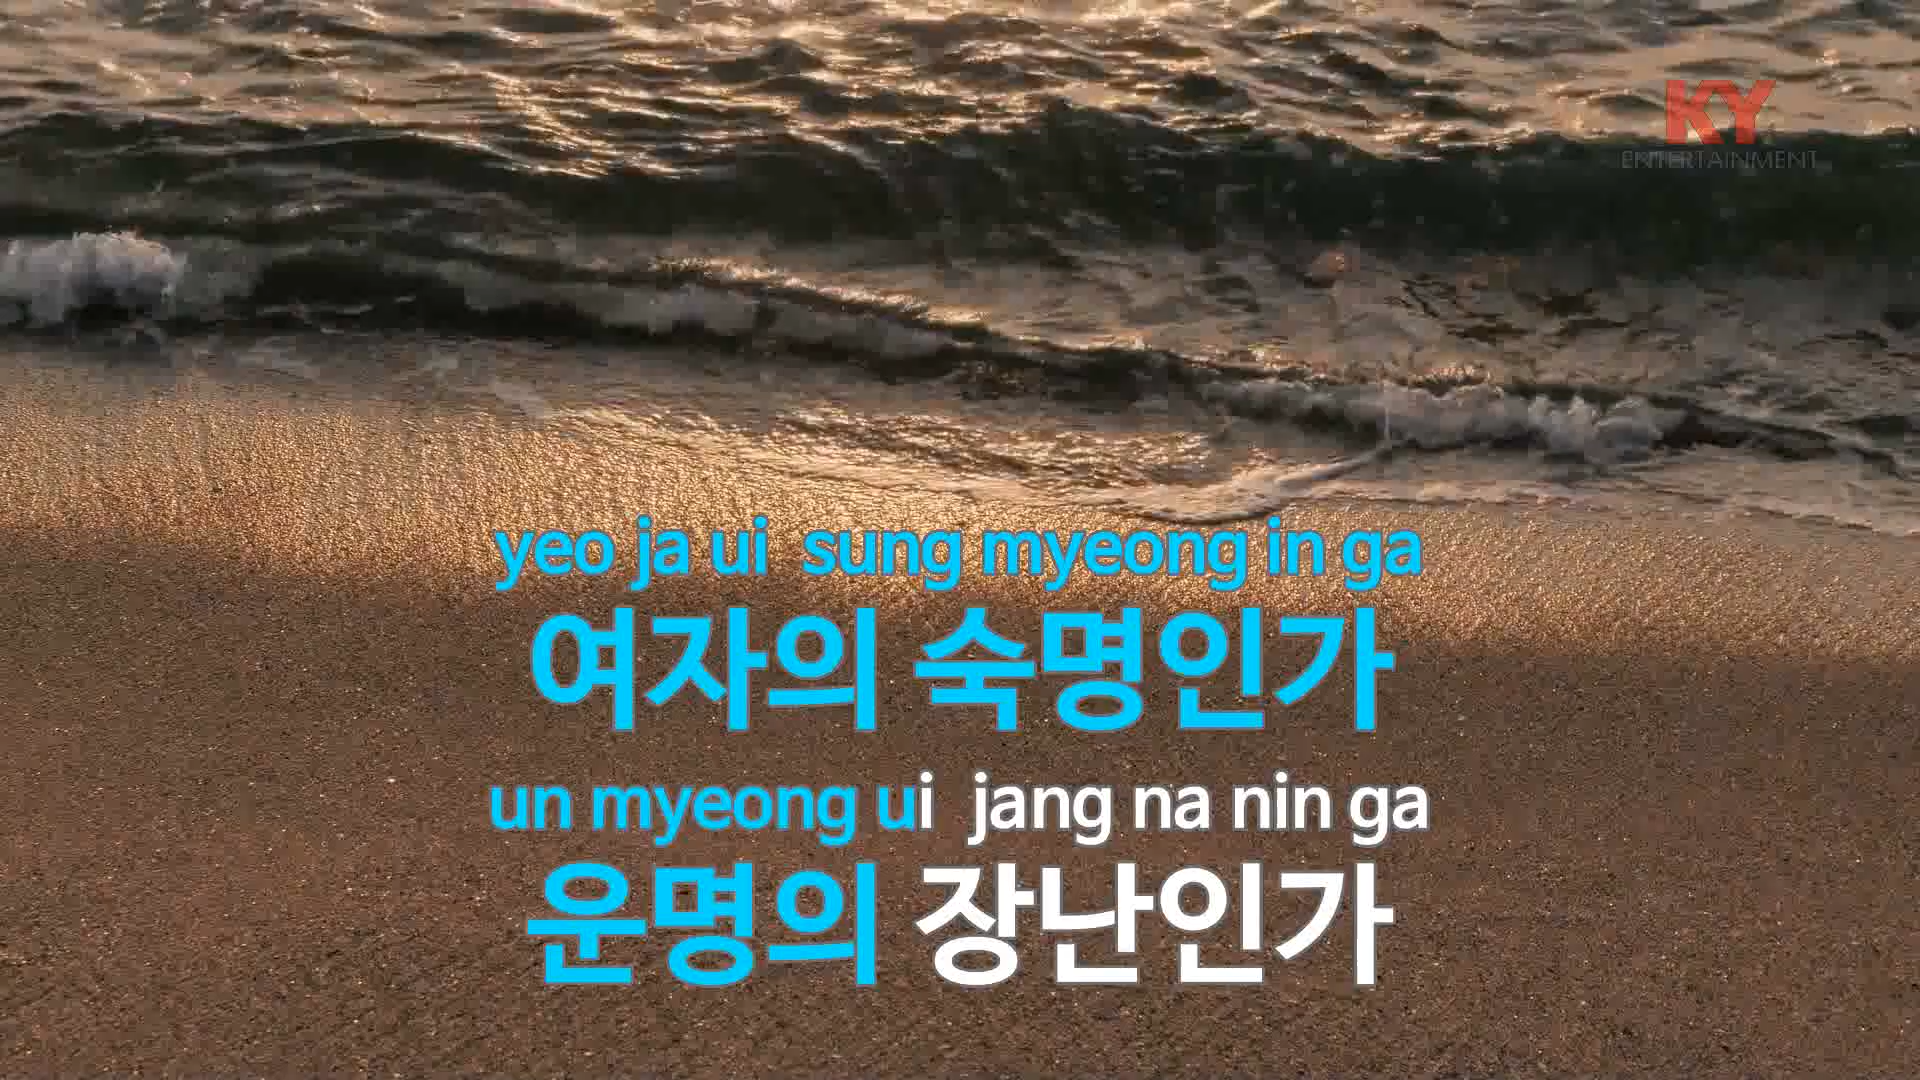 KY
ENTERTAINMENT
yeo ja ui sung myeong in ga
여자의 숙명인가
un myeong ui jang na nin ga
운명의 장난인가